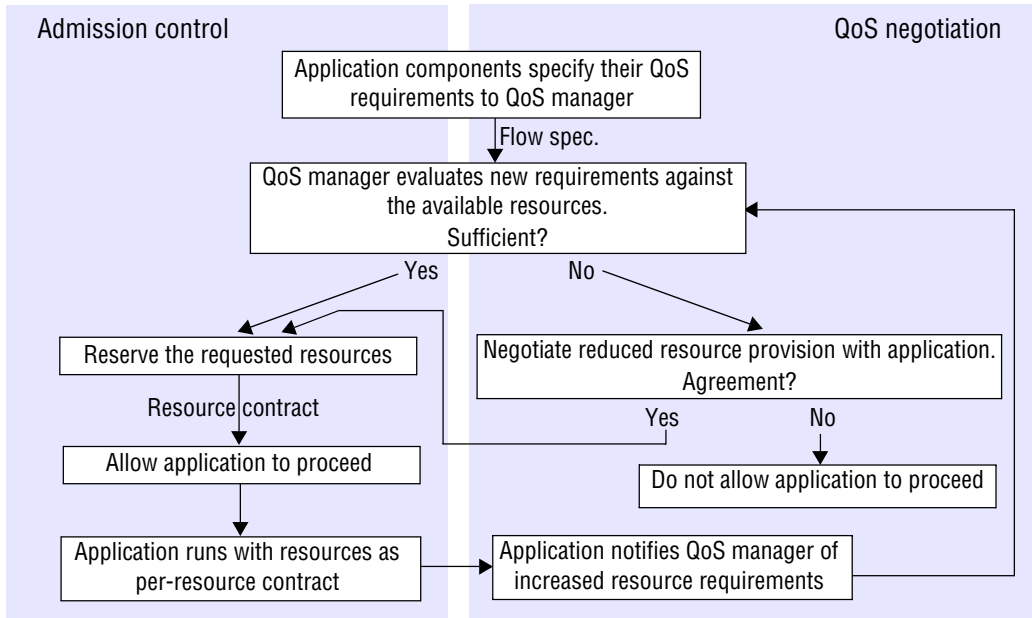 Admission control
QoS negotiation
Application components specify their QoS
requirements to QoS manager
Flow spec.
QoS manager evaluates new requirements against
the available resources.
Sufficient?
Yes
No
Reserve the requested resources
Negotiate reduced resource provision with application.
Agreement?
Resource contract
Yes
No
Allow application to proceed
Do not allow application to proceed
Application runs with resources as
per-resource contract
Application notifies QoS manager of
increased resource requirements